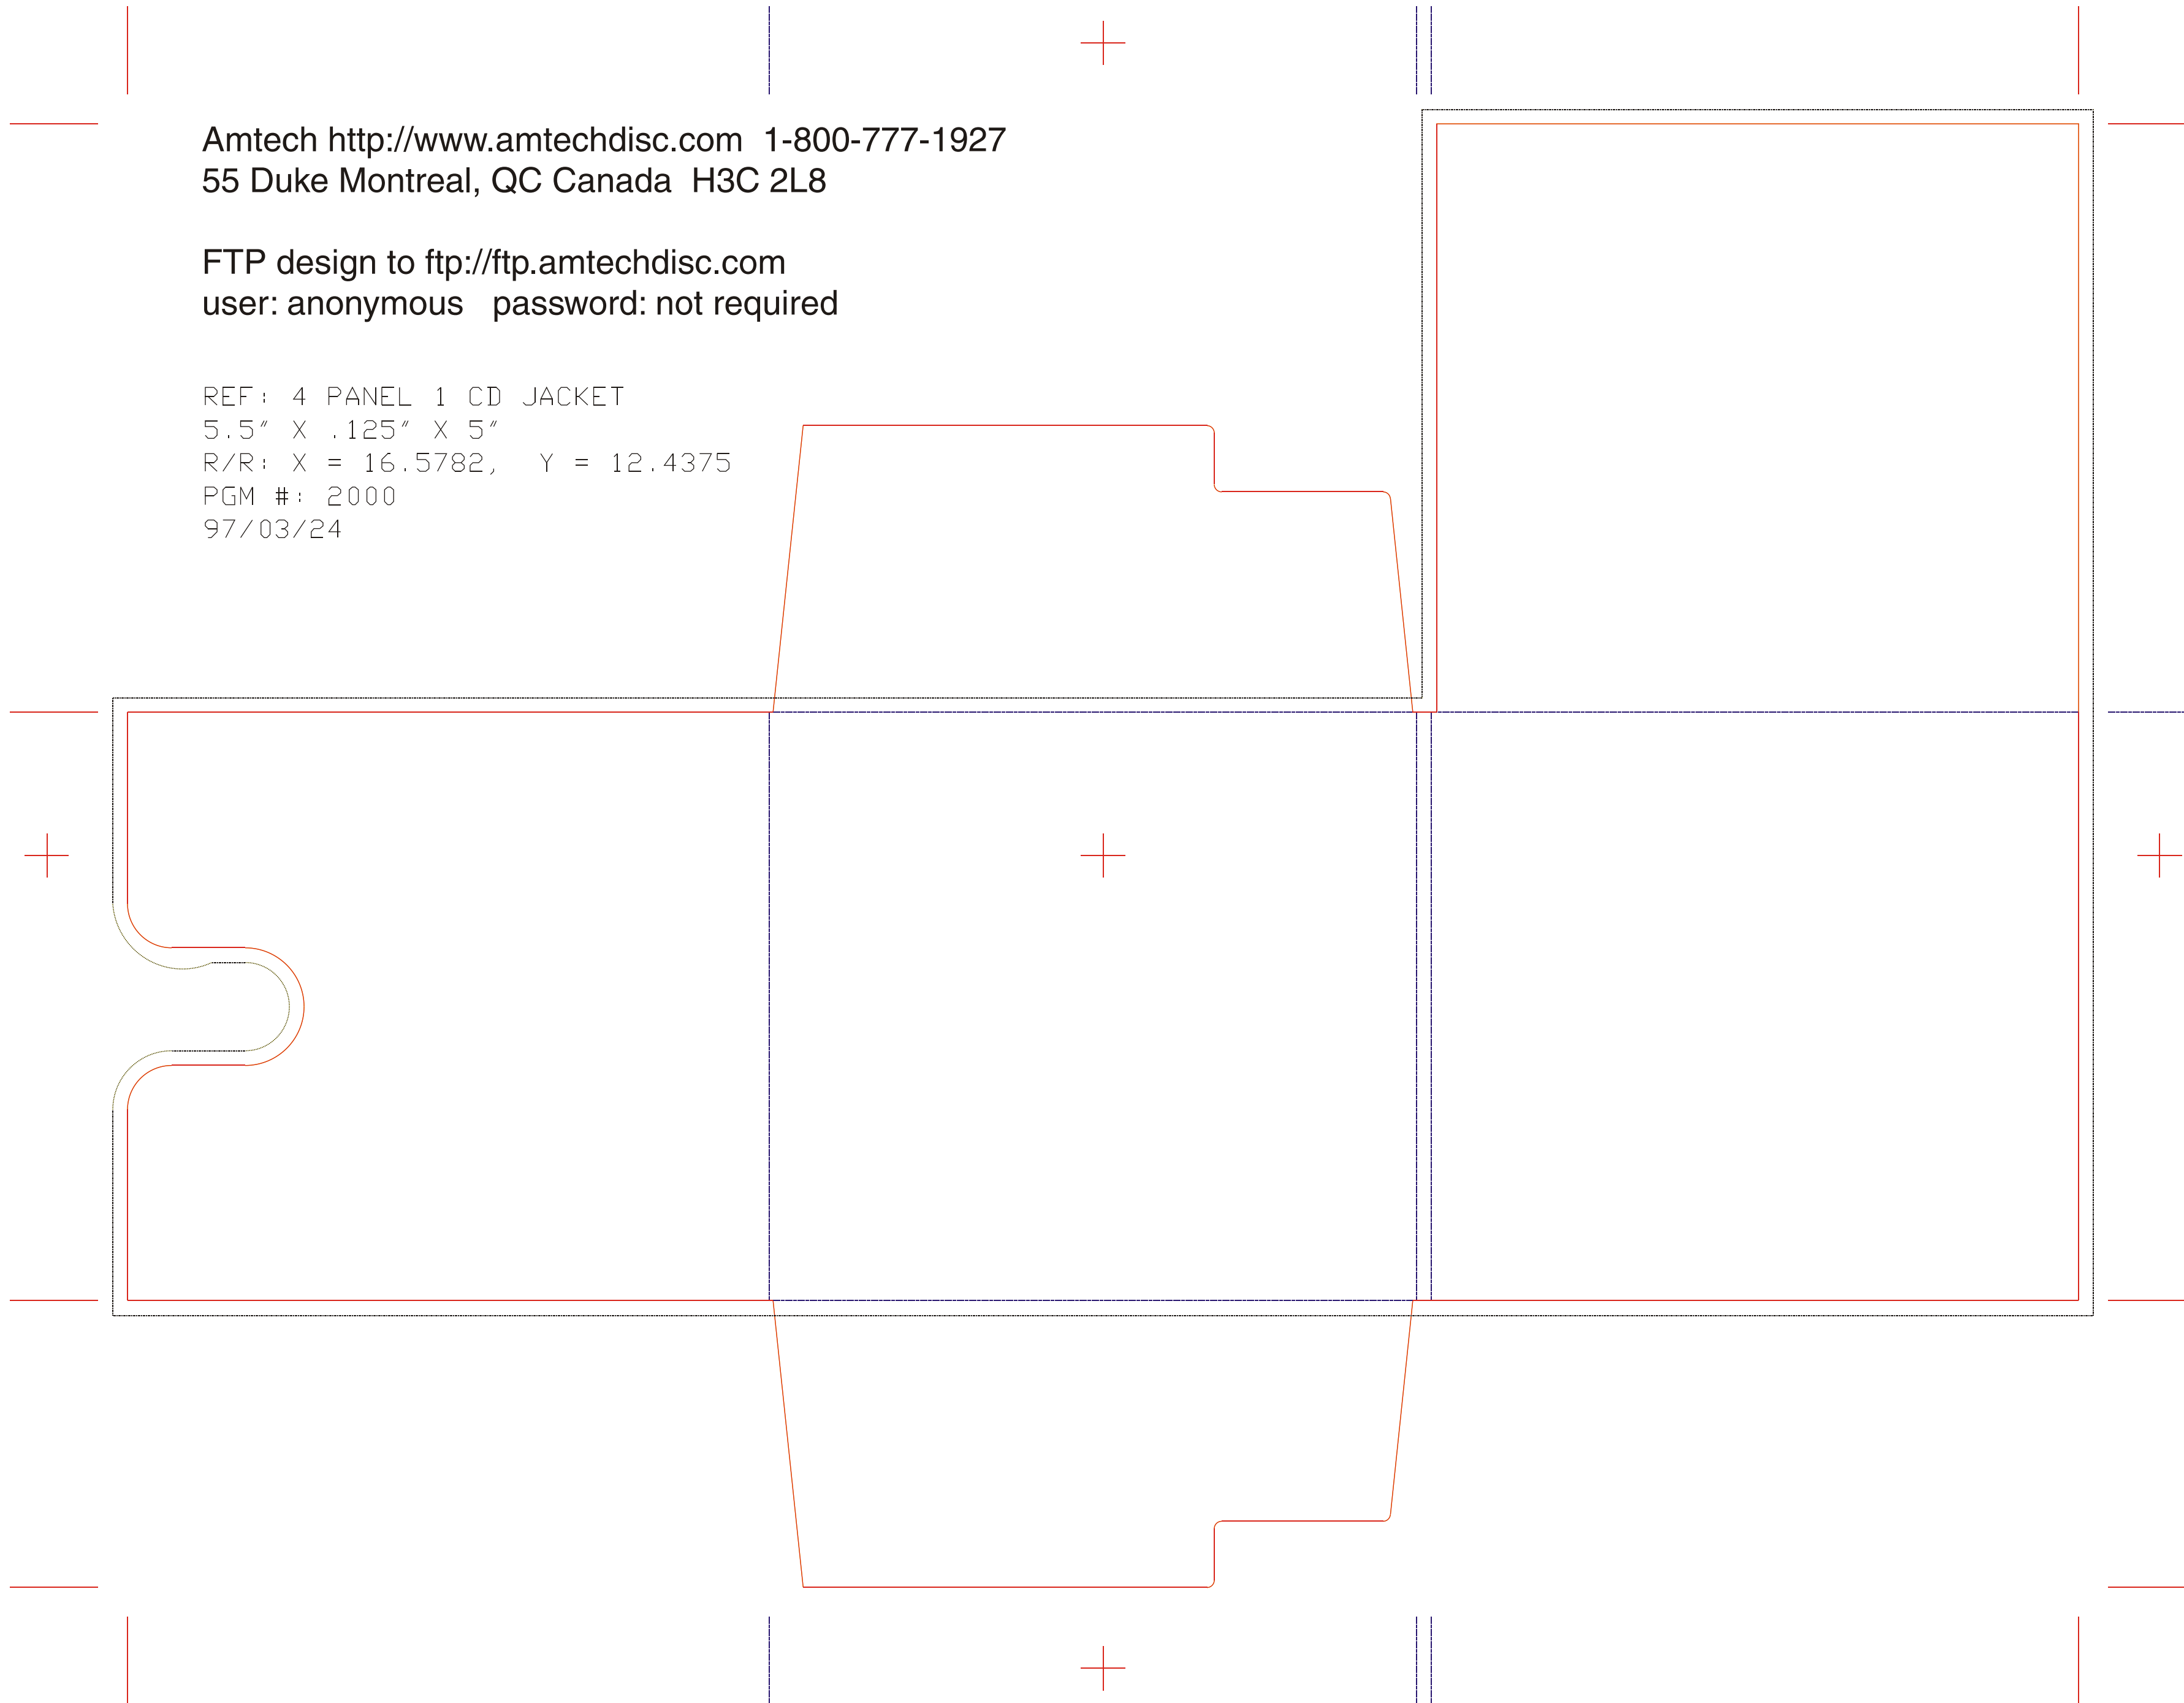 Amtech http://www.amtechdisc.com 1-800-777-1927
55 Duke Montreal, QC Canada H3C 2L8
FTP design to ftp://ftp.amtechdisc.com
user: anonymous password: not required
REF: 4 PANEL 1 CD JACKET
5.5" X .125" X 5"
R/R: X = 16.5782, Y = 12.4375
PGM #: 2000
97/03/24